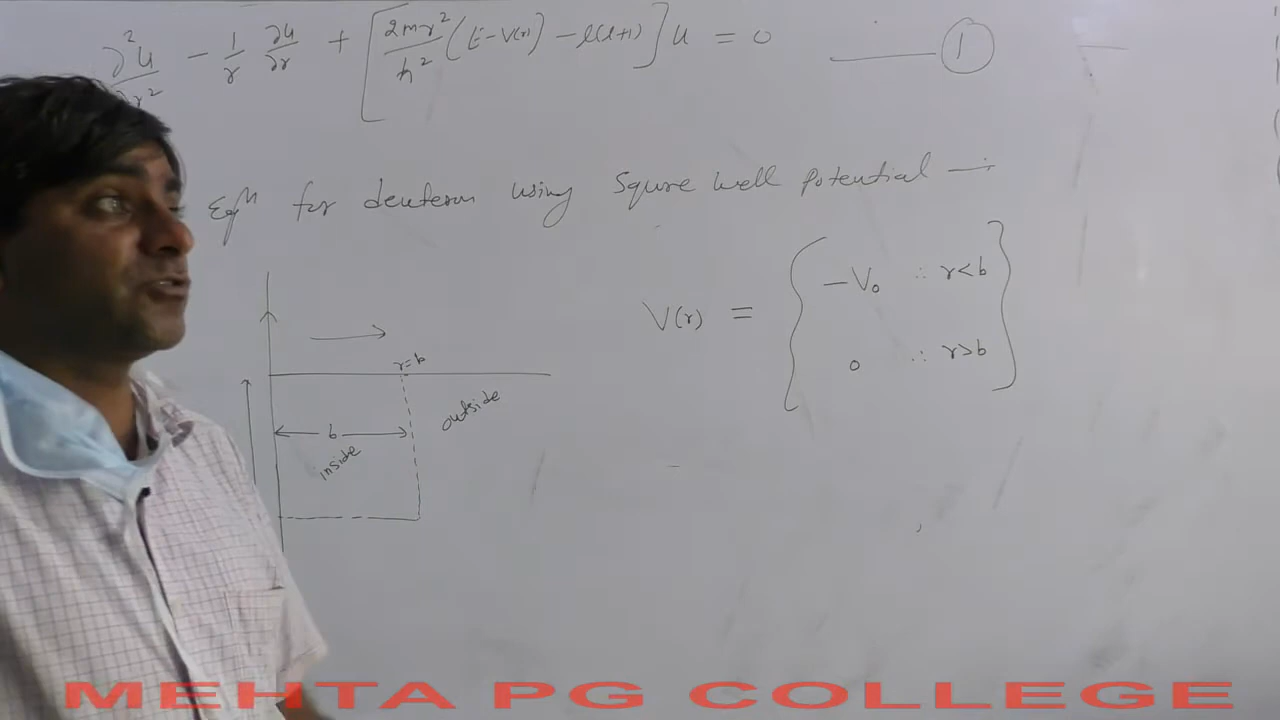 ∂²u/∂r² − 1/r ∂u/∂r + [2mr²/ħ² (E − V(r)) − l(l+1)] u = 0 —— ①
Eqⁿ for deuteron using Squre well potential —
V(r) = { −V₀ ∴ r<b
0 ∴ r>b }
r=b
b
inside
outside
MEHTA PG COLLEGE